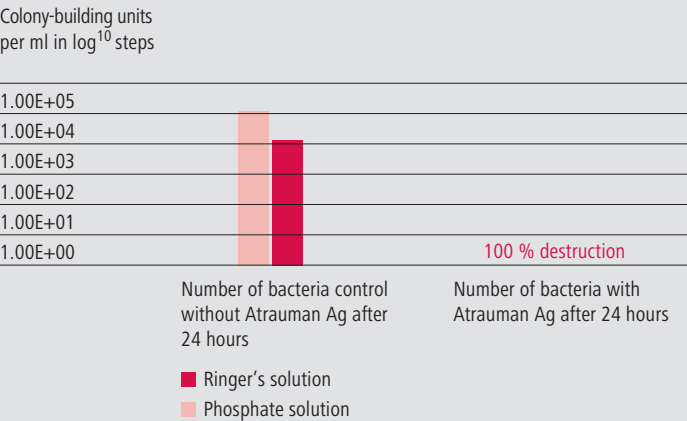 Colony-building units
per ml in log10 steps
1.00E+05
1.00E+04
1.00E+03
1.00E+02
1.00E+01
1.00E+00
100 % destruction
Number of bacteria control
without Atrauman Ag after
24 hours
Number of bacteria with
Atrauman Ag after 24 hours
Ringer's solution
Phosphate solution